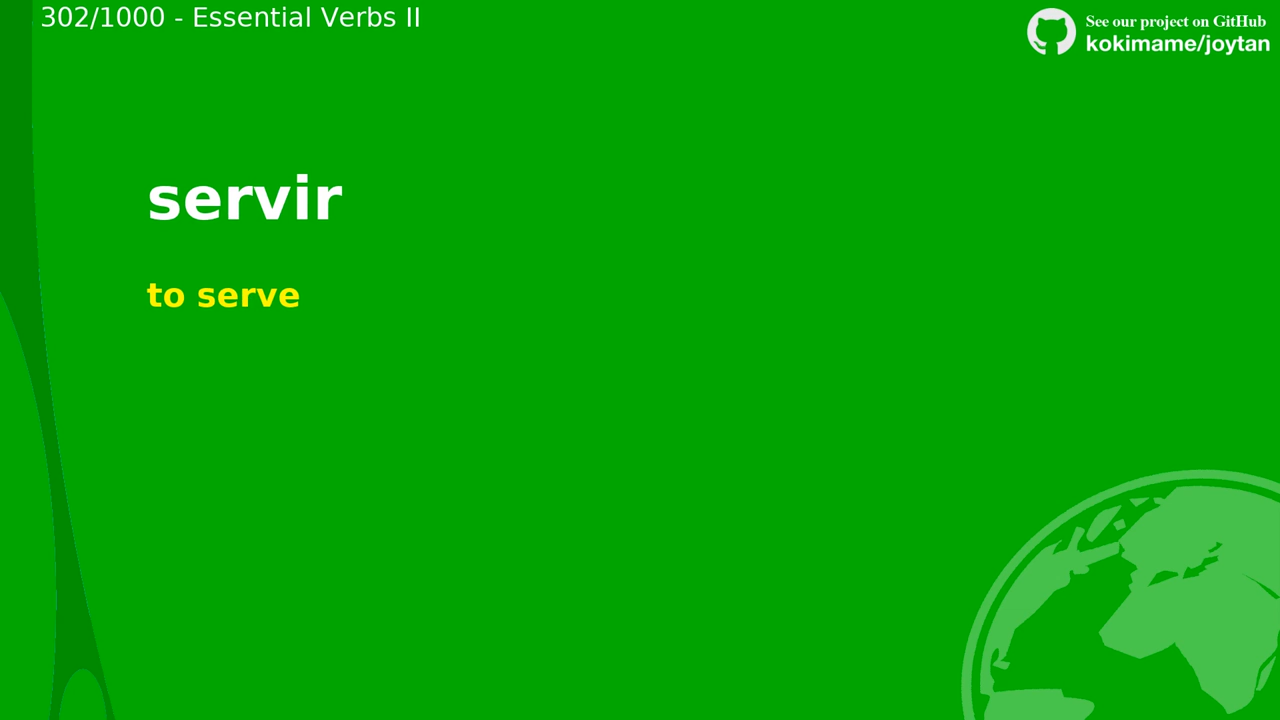 302/1000 - Essential Verbs II
See our project on GitHub
kokimame/joytan
servir
to serve